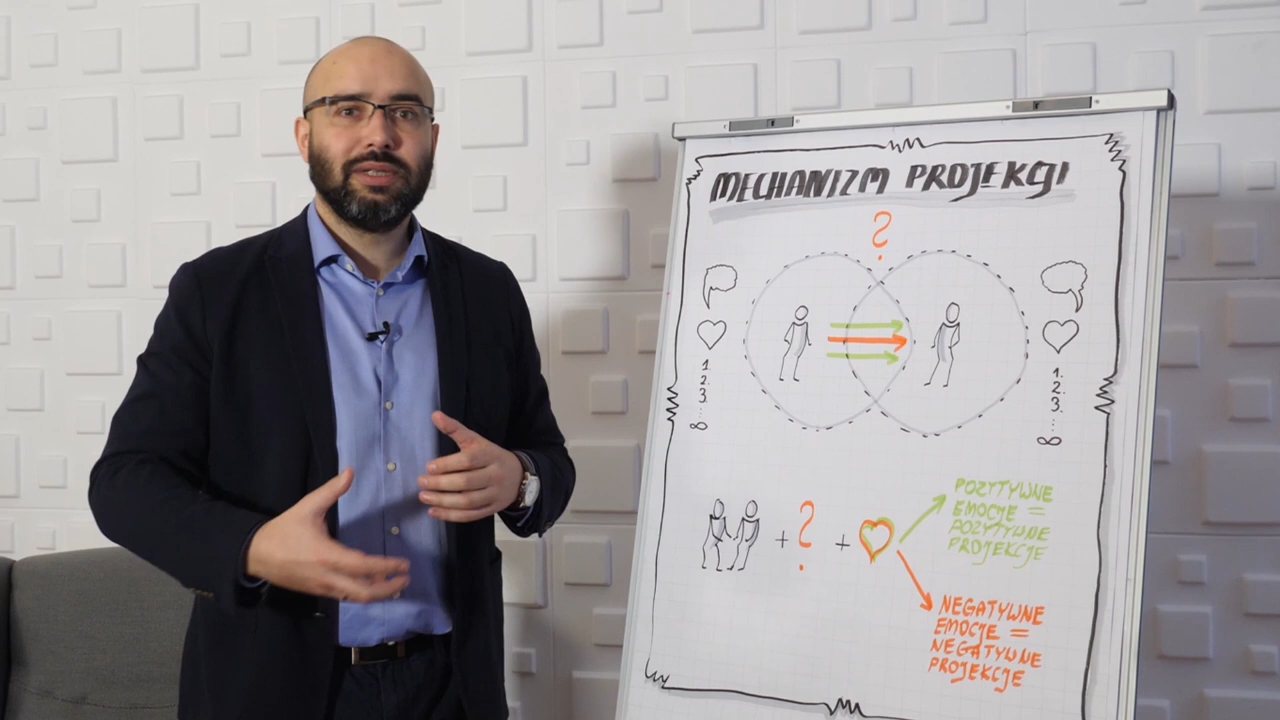 MECHANIZM PROJEKCJI
?
1.
2.
3.
∞
1.
2.
3.
∞
+ ? +
POZYTYWNE
EMOCJE =
POZYTYWNE
PROJEKCJE
NEGATYWNE
EMOCJE =
NEGATYWNE
PROJEKCJE